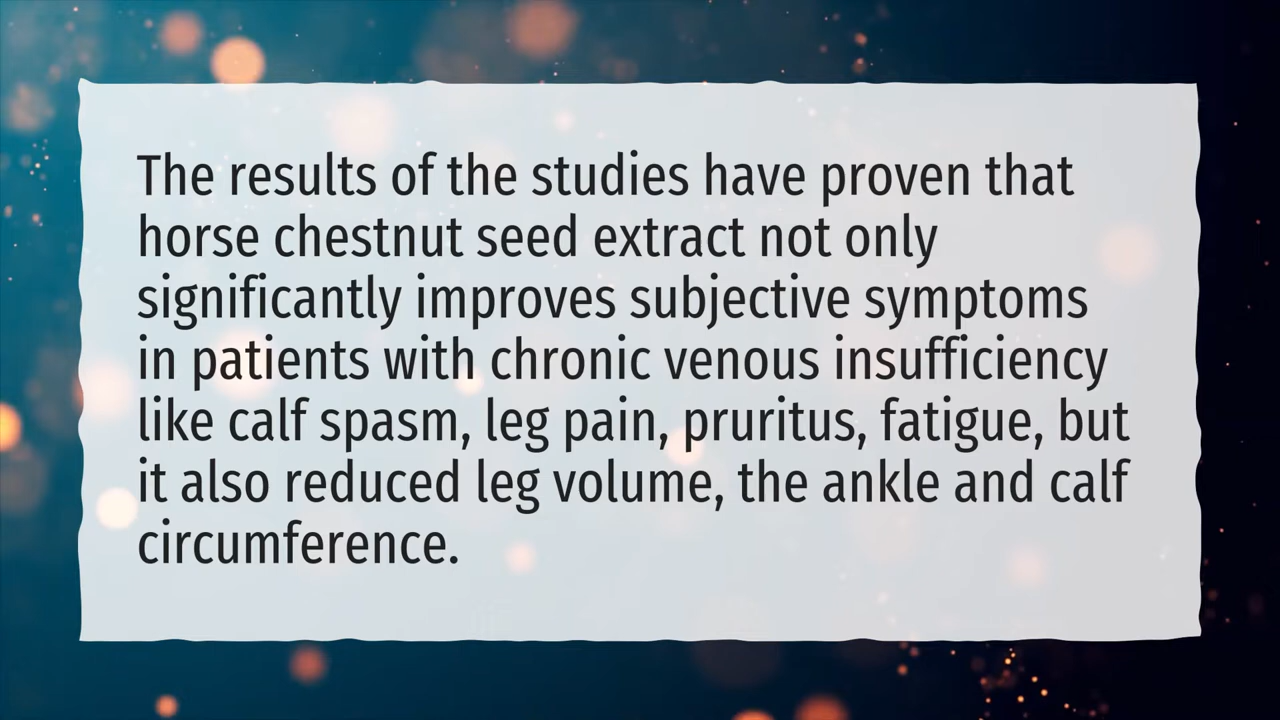 The results of the studies have proven that
horse chestnut seed extract not only
significantly improves subjective symptoms
in patients with chronic venous insufficiency
like calf spasm, leg pain, pruritus, fatigue, but
it also reduced leg volume, the ankle and calf
circumference.